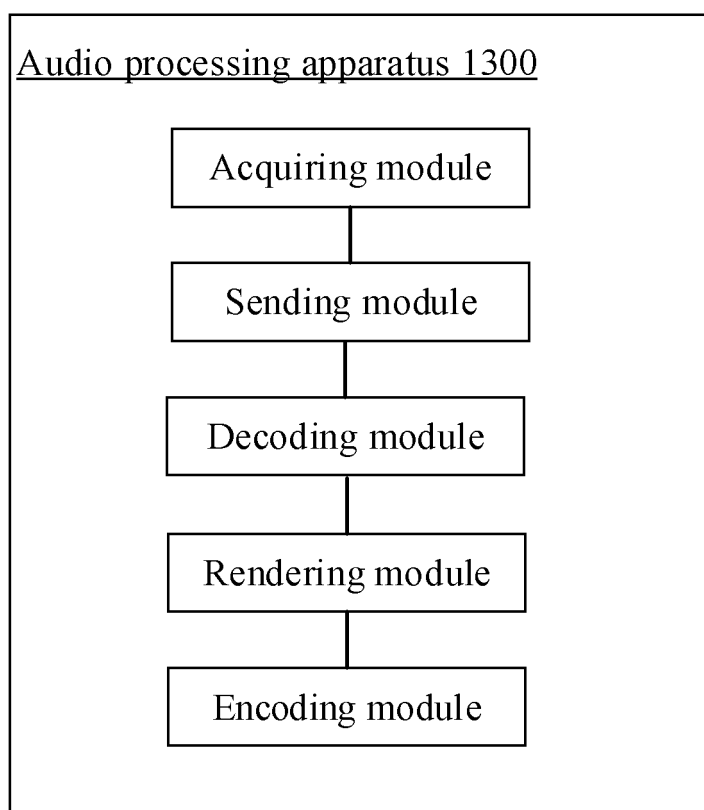 Audio processing apparatus 1300
Acquiring module
Sending module
Decoding module
Rendering module
Encoding module